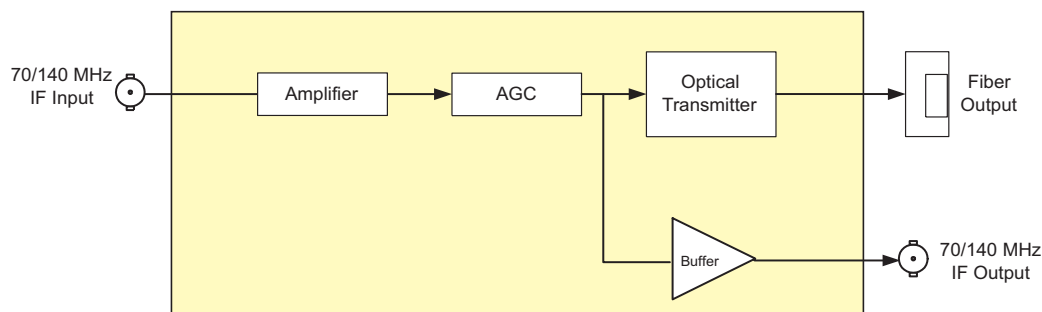 70/140 MHz
IF Input
Amplifier
AGC
Optical
Transmitter
Fiber
Output
Buffer
70/140 MHz
IF Output